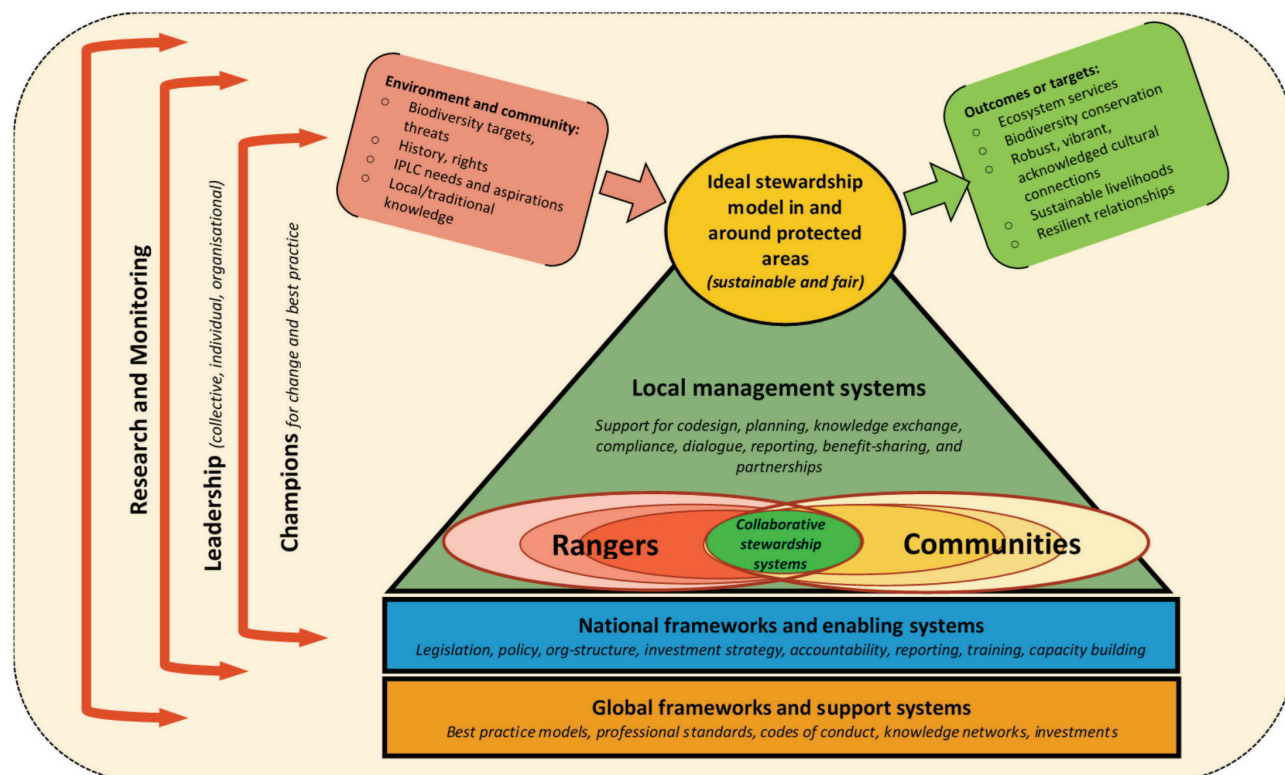 Research and Monitoring
Leadership (collective, individual, organisational)
Champions for change and best practice
Environment and community:
○ Biodiversity targets,
threats
○ History, rights
○ IPLC needs and aspirations
○ Local/traditional
knowledge
Outcomes or targets:
○ Ecosystem services
○ Biodiversity conservation
○ Robust, vibrant,
acknowledged cultural
connections
○ Sustainable livelihoods
○ Resilient relationships
Ideal stewardship
model in and
around protected
areas
(sustainable and fair)
Local management systems
Support for codesign, planning, knowledge exchange,
compliance, dialogue, reporting, benefit-sharing, and
partnerships
Rangers
Collaborative
stewardship
systems
Communities
National frameworks and enabling systems
Legislation, policy, org-structure, investment strategy, accountability, reporting, training, capacity building
Global frameworks and support systems
Best practice models, professional standards, codes of conduct, knowledge networks, investments